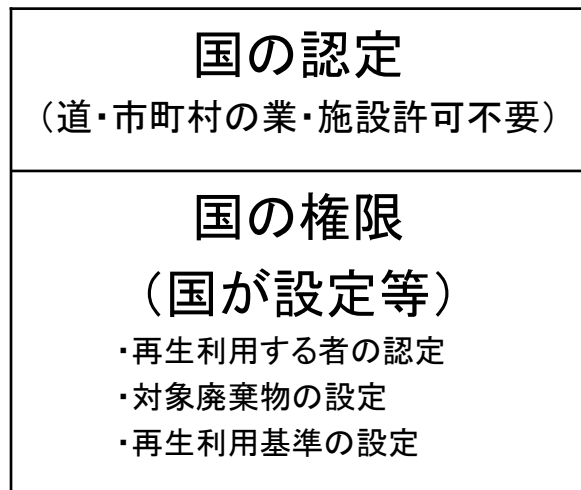 国の認定
（道・市町村の業・施設許可不要）
国の権限
（国が設定等）
・再生利用する者の認定
・対象廃棄物の設定
・再生利用基準の設定